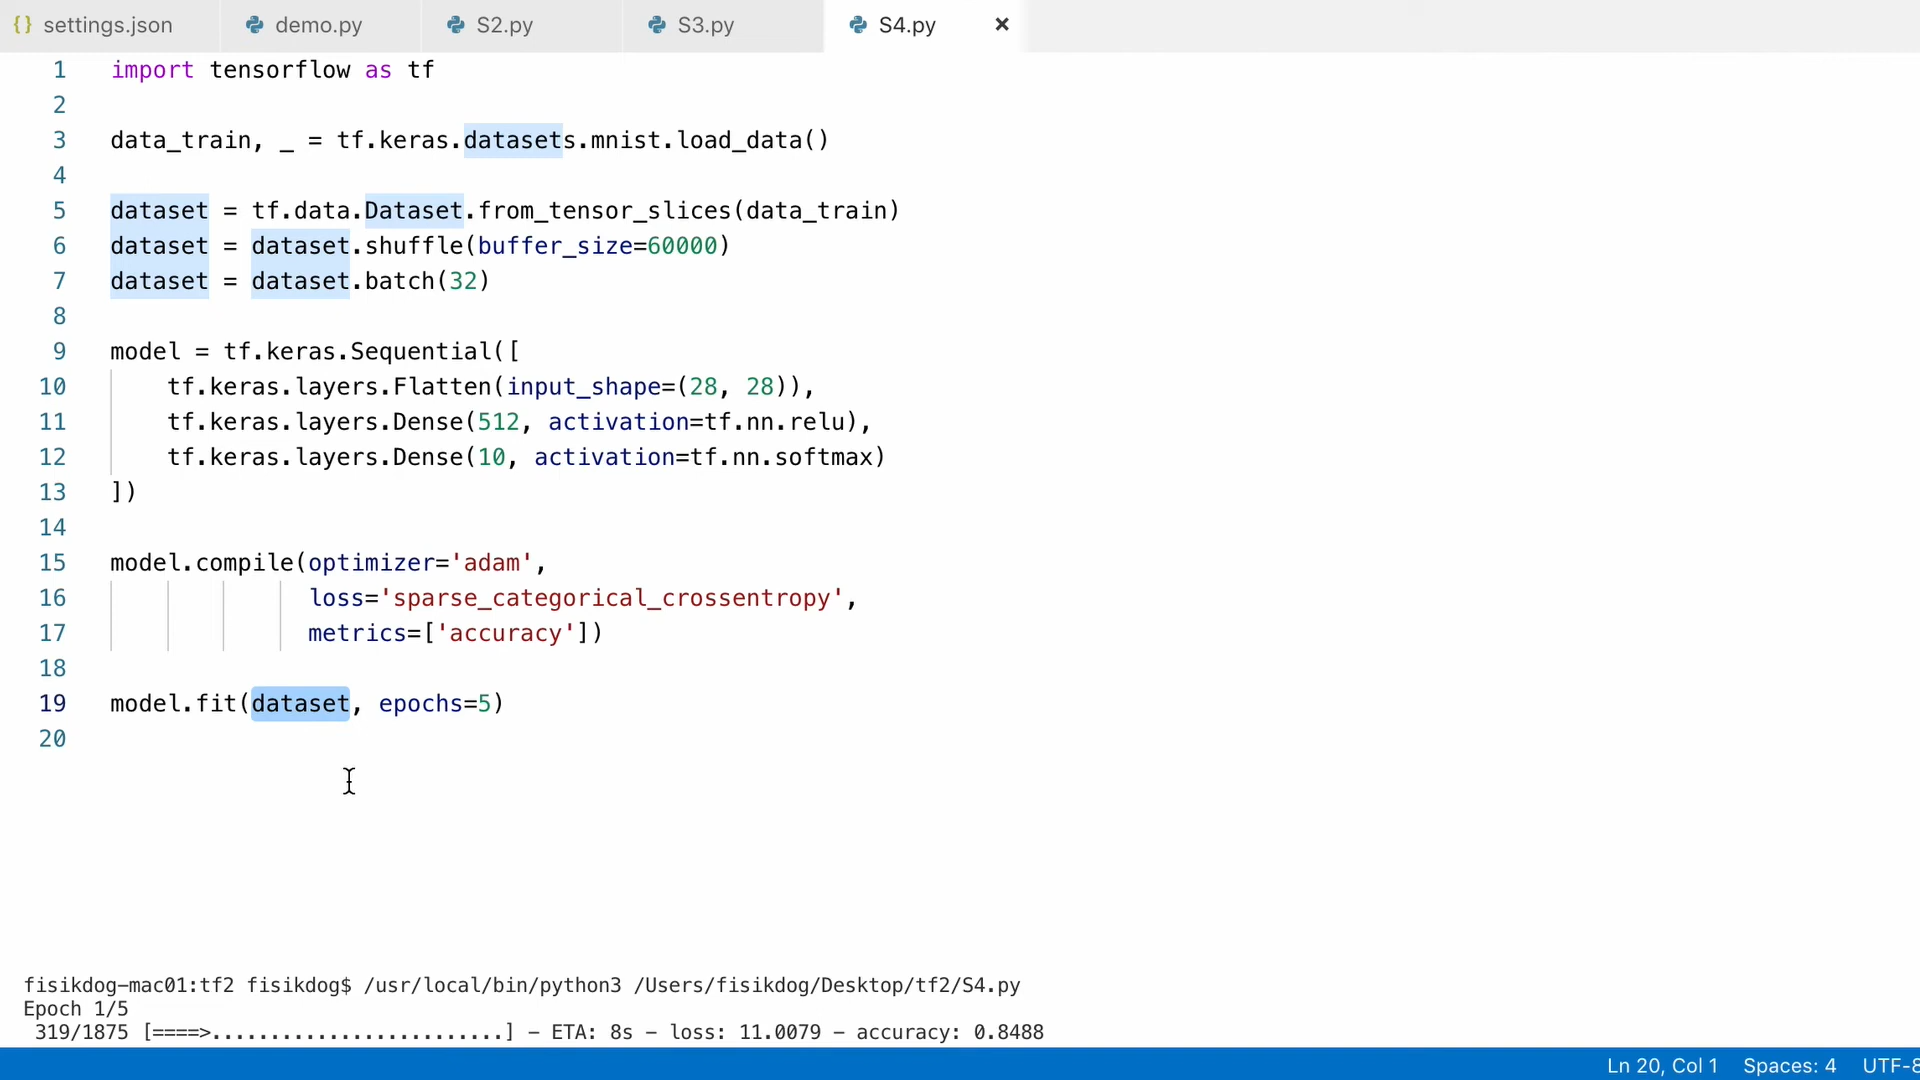 {} settings.json demo.py S2.py S3.py S4.py ×
1 import tensorflow as tf
2
3 data_train, _ = tf.keras.datasets.mnist.load_data()
4
5 dataset = tf.data.Dataset.from_tensor_slices(data_train)
6 dataset = dataset.shuffle(buffer_size=60000)
7 dataset = dataset.batch(32)
8
9 model = tf.keras.Sequential([
10     tf.keras.layers.Flatten(input_shape=(28, 28)),
11     tf.keras.layers.Dense(512, activation=tf.nn.relu),
12     tf.keras.layers.Dense(10, activation=tf.nn.softmax)
13 ])
14
15 model.compile(optimizer='adam',
16               loss='sparse_categorical_crossentropy',
17               metrics=['accuracy'])
18
19 model.fit(dataset, epochs=5)
20
fisikdog-mac01:tf2 fisikdog$ /usr/local/bin/python3 /Users/fisikdog/Desktop/tf2/S4.py
Epoch 1/5
319/1875 [====>.........................] - ETA: 8s - loss: 11.0079 - accuracy: 0.8488
Ln 20, Col 1 Spaces: 4 UTF-8